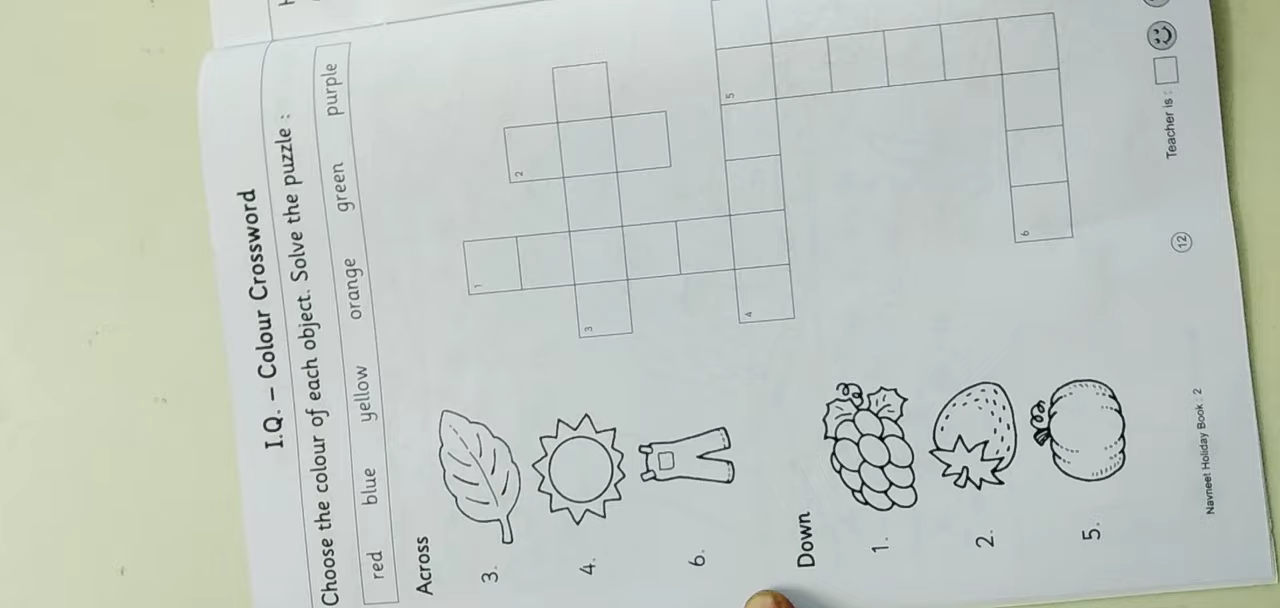 I.Q. – Colour Crossword
Choose the colour of each object. Solve the puzzle :
red blue yellow orange green purple
Across
3.
4.
6.
Down
1.
2.
5.
1
2
3
4
5
6
Navneet Holiday Book : 2
12
Teacher is :